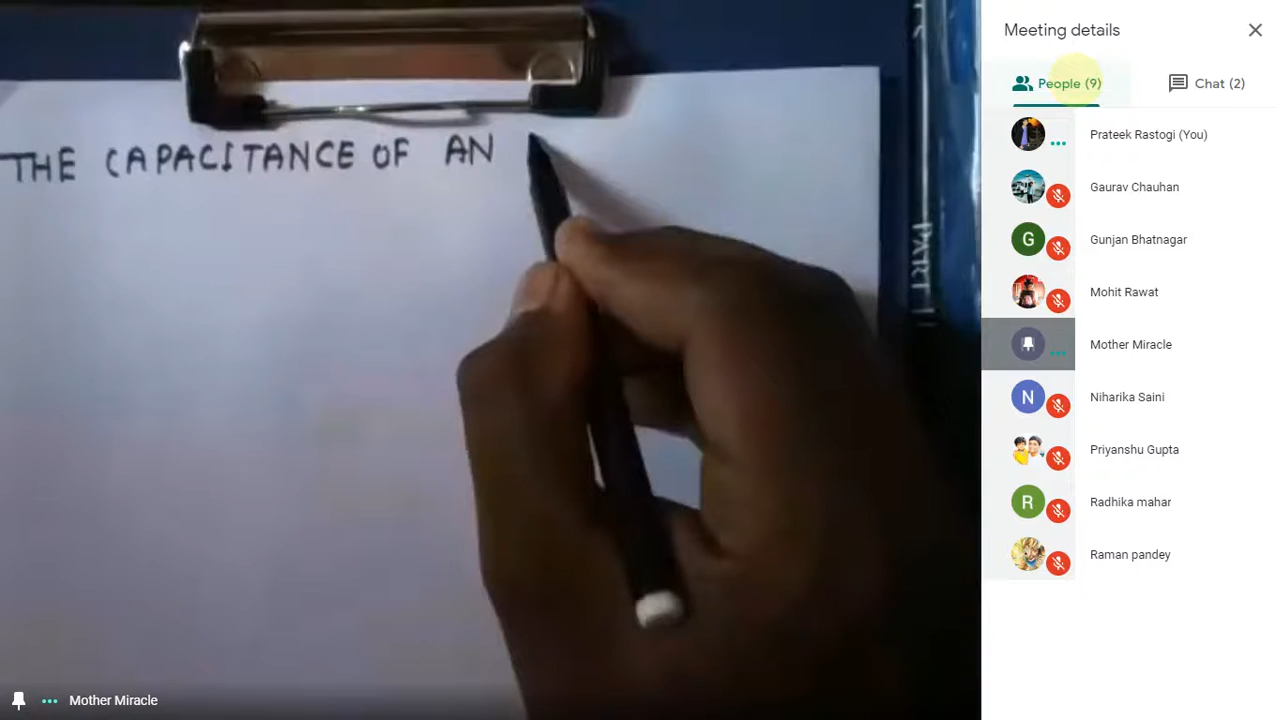 THE CAPACITANCE OF AN
PART
Mother Miracle
Meeting details
People (9)
Chat (2)
Prateek Rastogi (You)
Gaurav Chauhan
G
Gunjan Bhatnagar
Mohit Rawat
Mother Miracle
N
Niharika Saini
Priyanshu Gupta
R
Radhika mahar
Raman pandey